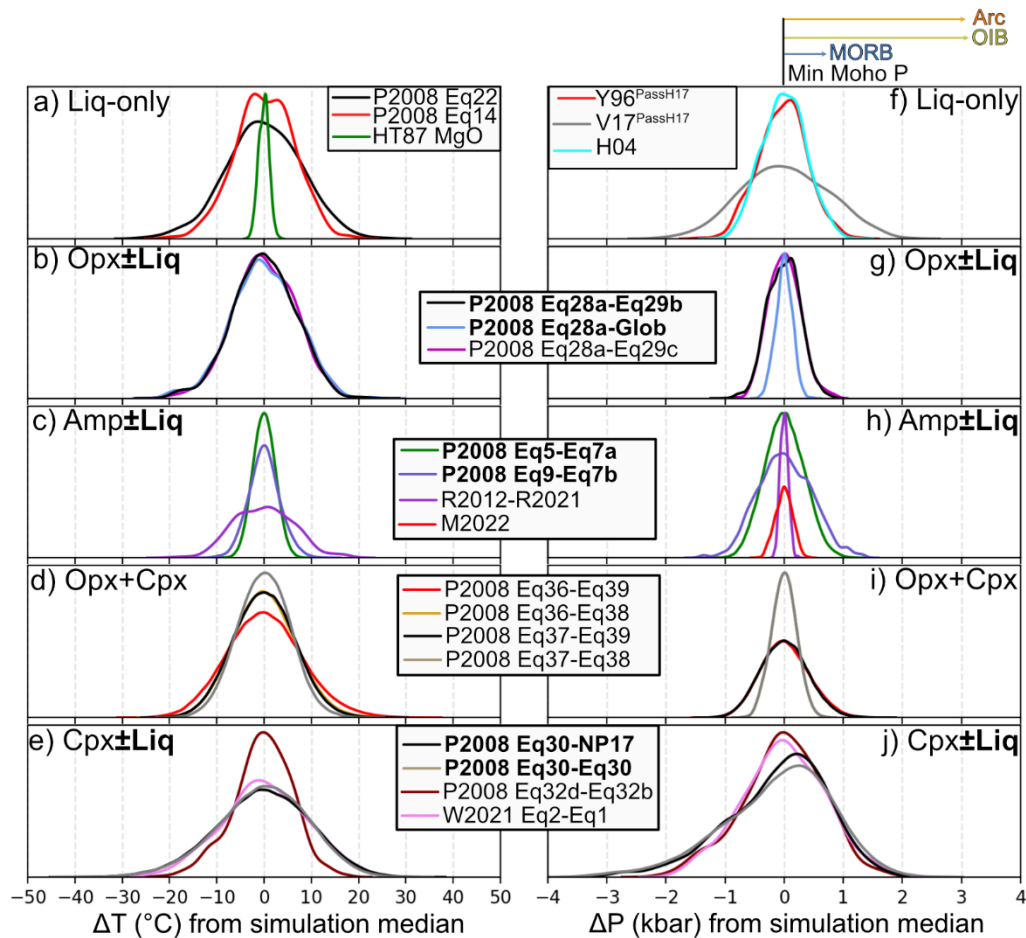 Arc
OIB
MORB
Min Moho P
a) Liq-only
P2008 Eq22
P2008 Eq14
HT87 MgO
f) Liq-only
Y96PassH17
V17PassH17
H04
b) Opx±Liq
P2008 Eq28a-Eq29b
P2008 Eq28a-Glob
P2008 Eq28a-Eq29c
g) Opx±Liq
c) Amp±Liq
P2008 Eq5-Eq7a
P2008 Eq9-Eq7b
R2012-R2021
M2022
h) Amp±Liq
d) Opx+Cpx
P2008 Eq36-Eq39
P2008 Eq36-Eq38
P2008 Eq37-Eq39
P2008 Eq37-Eq38
i) Opx+Cpx
e) Cpx±Liq
P2008 Eq30-NP17
P2008 Eq30-Eq30
P2008 Eq32d-Eq32b
W2021 Eq2-Eq1
j) Cpx±Liq
−50 −40 −30 −20 −10 0 10 20 30 40 50
−4 −3 −2 −1 0 1 2 3 4
ΔT (°C) from simulation median
ΔP (kbar) from simulation median